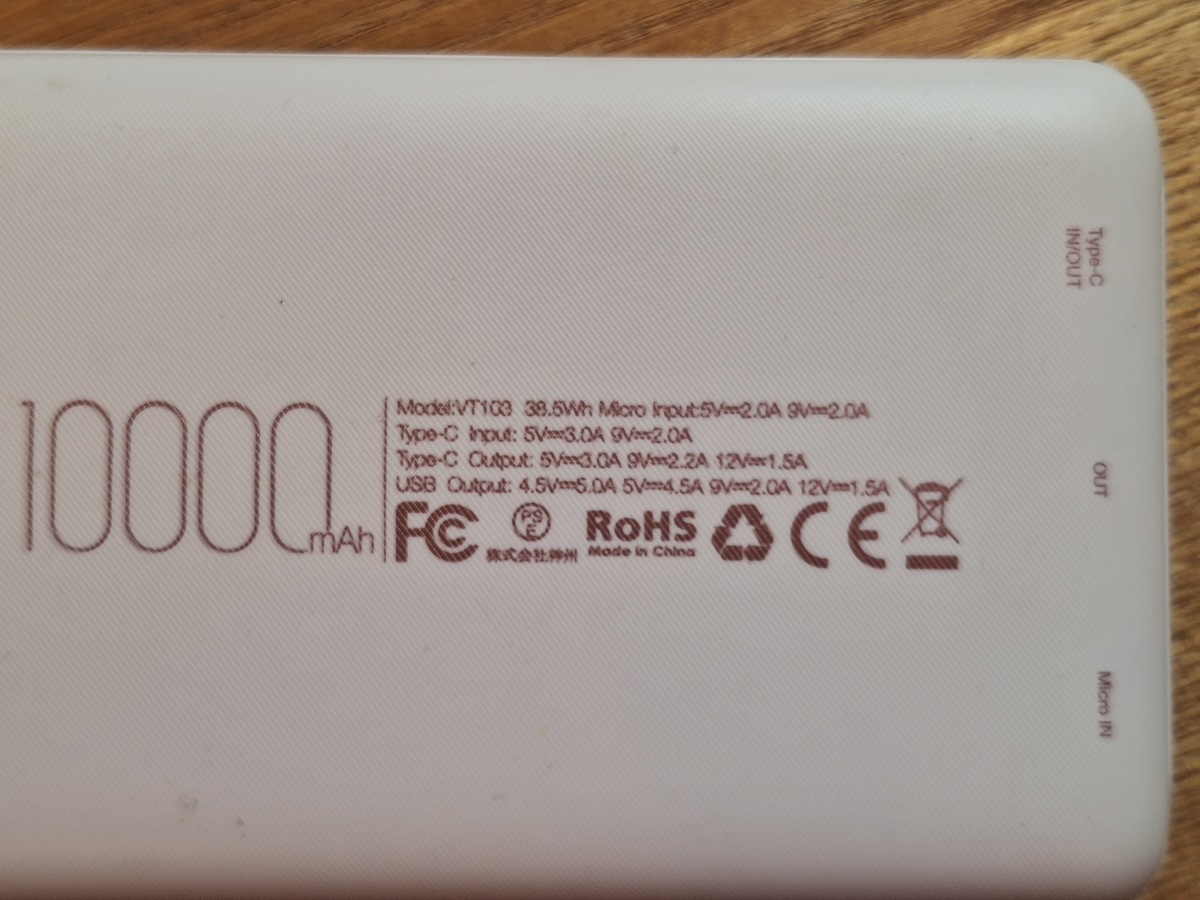 10000mAh
Model:VT103 38.5Wh Micro Input:5V⎓2.0A 9V⎓2.0A
Type-C Input: 5V⎓3.0A 9V⎓2.0A
Type-C Output: 5V⎓3.0A 9V⎓2.2A 12V⎓1.5A
USB Output: 4.5V⎓5.0A 5V⎓4.5A 9V⎓2.0A 12V⎓1.5A
FC
PS
E
株式会社神州
RoHS
Made in China
CE
Type-C
IN/OUT
OUT
Micro IN